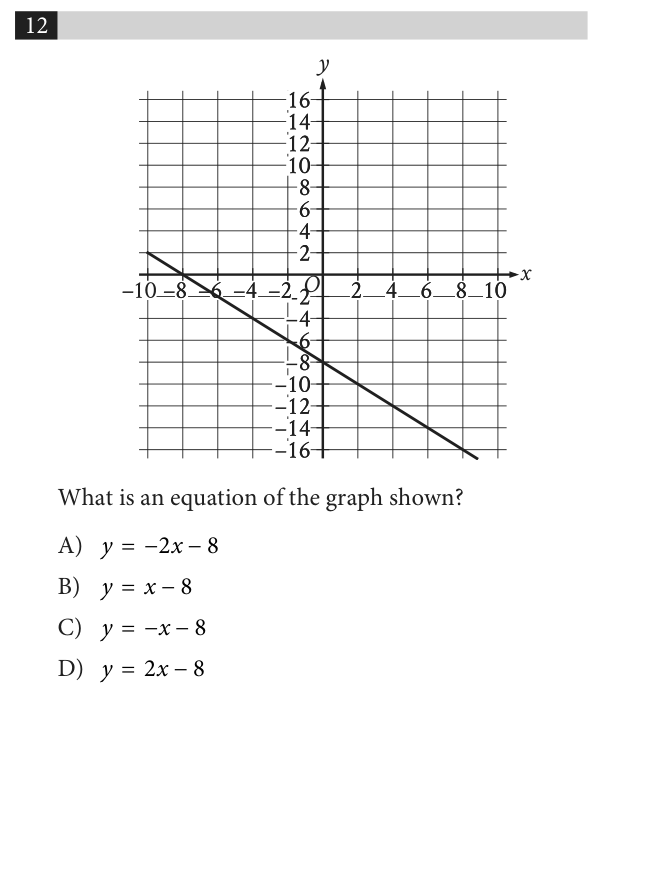 12
y
16
14
12
10
8
6
4
2
x
O
−10 −8 −6 −4 −2 2 4 6 8 10
−2
−4
−6
−8
−10
−12
−14
−16
What is an equation of the graph shown?
A) y = −2x − 8
B) y = x − 8
C) y = −x − 8
D) y = 2x − 8